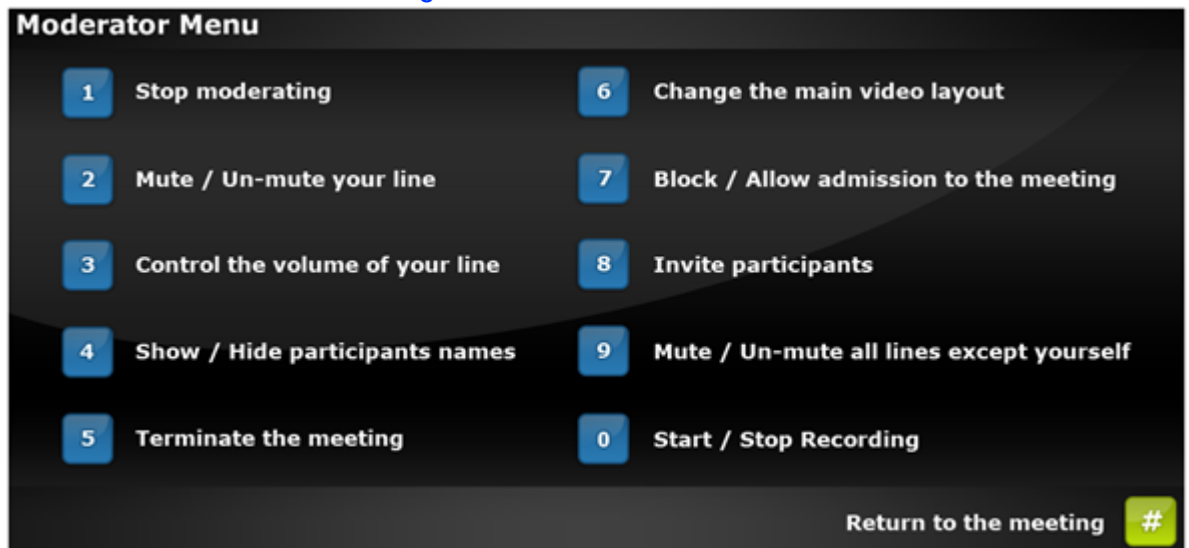 Moderator Menu
1 Stop moderating
2 Mute / Un-mute your line
3 Control the volume of your line
4 Show / Hide participants names
5 Terminate the meeting
6 Change the main video layout
7 Block / Allow admission to the meeting
8 Invite participants
9 Mute / Un-mute all lines except yourself
0 Start / Stop Recording
Return to the meeting #